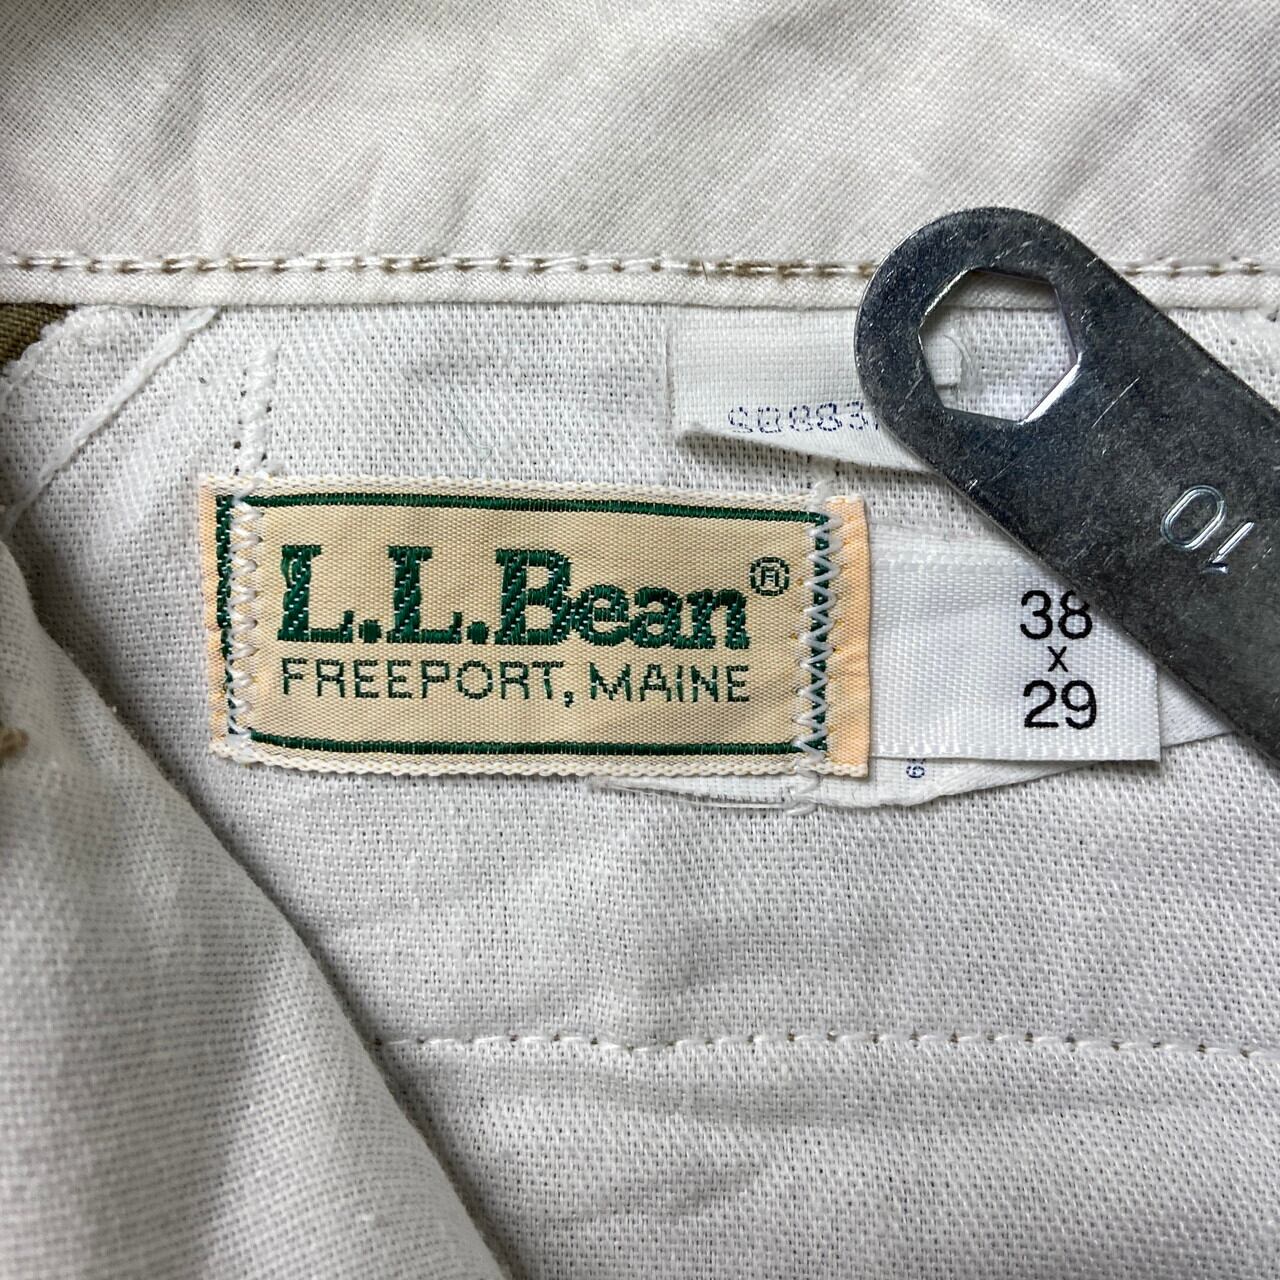 L.L.Bean®
FREEPORT, MAINE
38
x
29
10